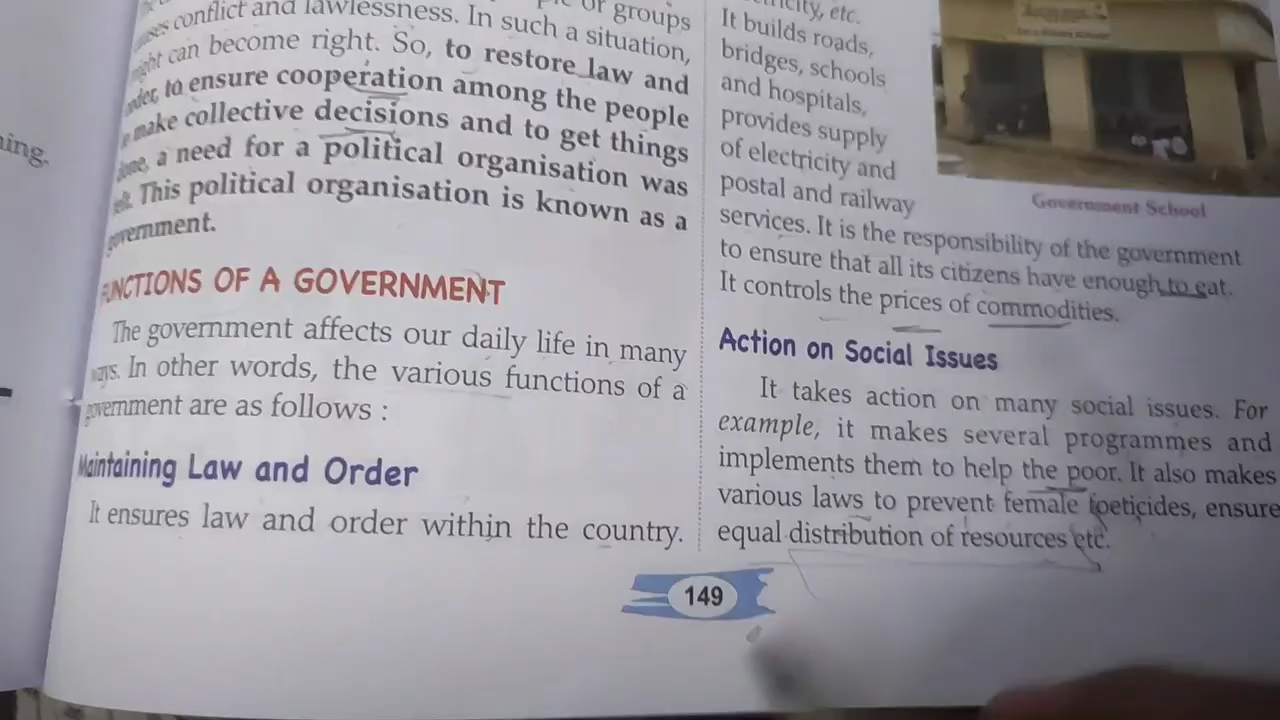 conflict and lawlessness. In such a situation,
might can become right. So, to restore law and
order, to ensure cooperation among the people
to make collective decisions and to get things
done, a need for a political organisation was
felt. This political organisation is known as a
government.
FUNCTIONS OF A GOVERNMENT
The government affects our daily life in many
ways. In other words, the various functions of a
government are as follows :
Maintaining Law and Order
It ensures law and order within the country.
It builds roads,
bridges, schools
and hospitals,
provides supply
of electricity and
postal and railway
services. It is the responsibility of the government
to ensure that all its citizens have enough to eat.
It controls the prices of commodities.
Government School
Action on Social Issues
It takes action on many social issues. For
example, it makes several programmes and
implements them to help the poor. It also makes
various laws to prevent female foeticides, ensure
equal distribution of resources etc.
149